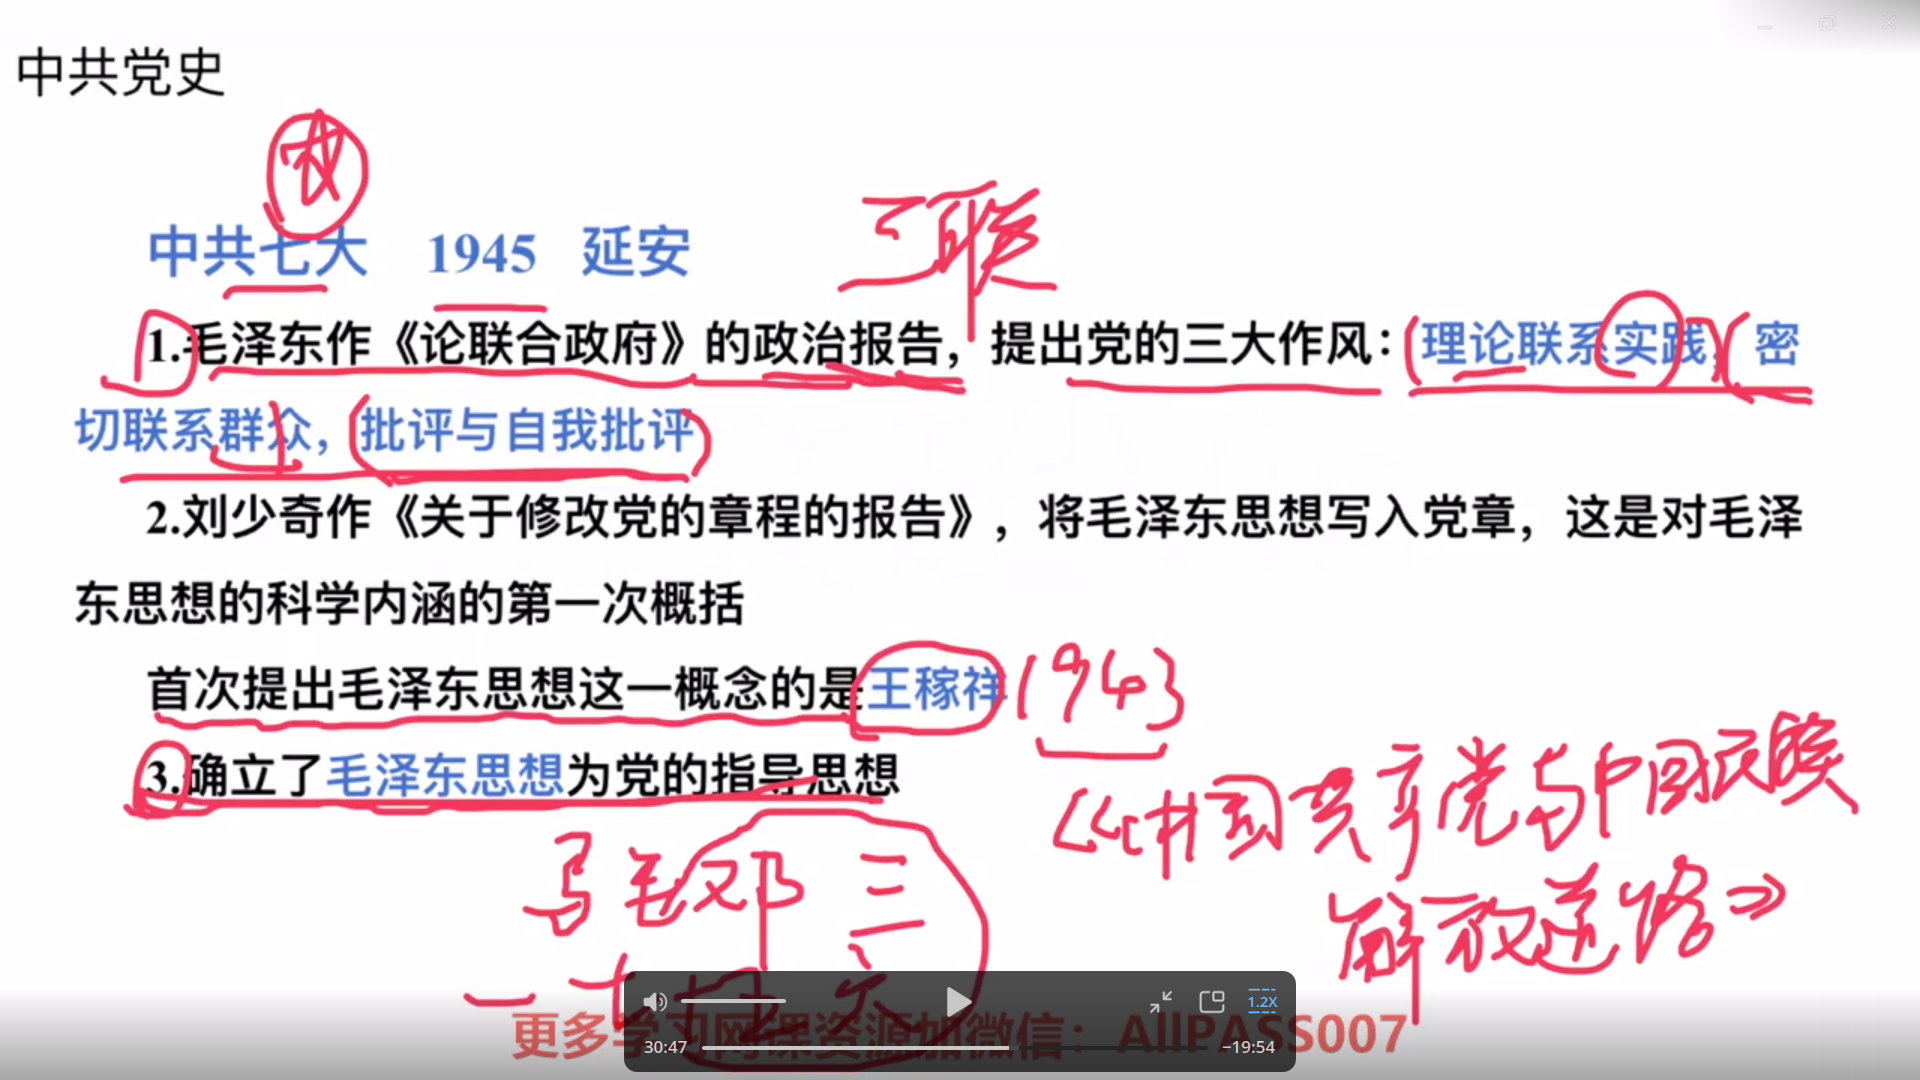 中共党史
三联
中共七大 1945 延安
1.毛泽东作《论联合政府》的政治报告，提出党的三大作风：理论联系实践，密
切联系群众，批评与自我批评
2.刘少奇作《关于修改党的章程的报告》，将毛泽东思想写入党章，这是对毛泽
东思想的科学内涵的第一次概括
首次提出毛泽东思想这一概念的是王稼祥 1943
3.确立了毛泽东思想为党的指导思想
《中国共产党与中国民族
解放道路》
马 毛 邓 三
更多学习网课资源加微信：AllPASS007
1.2X
30:47 -19:54